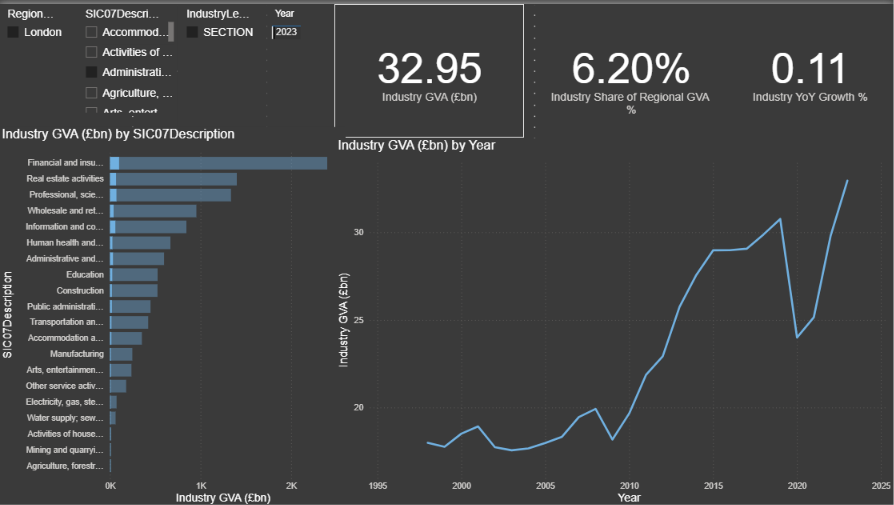 Region...
London
SIC07Descri...
Accommod...
Activities of ...
Administrati...
Agriculture, ...
Arts, entert...
IndustryLe...
SECTION
Year
2023
32.95
Industry GVA (£bn)
6.20%
Industry Share of Regional GVA
%
0.11
Industry YoY Growth %
Industry GVA (£bn) by SIC07Description
SIC07Description
Financial and insu...
Real estate activities
Professional, scie...
Wholesale and ret...
Information and co...
Human health and...
Administrative and...
Education
Construction
Public administrati...
Transportation an...
Accommodation a...
Manufacturing
Arts, entertainmen...
Other service activ...
Electricity, gas, ste...
Water supply; sew...
Activities of house...
Mining and quarryi...
Agriculture, forestr...
0K 1K 2K
Industry GVA (£bn)
Industry GVA (£bn) by Year
Industry GVA (£bn)
30
25
20
1995 2000 2005 2010 2015 2020 2025
Year